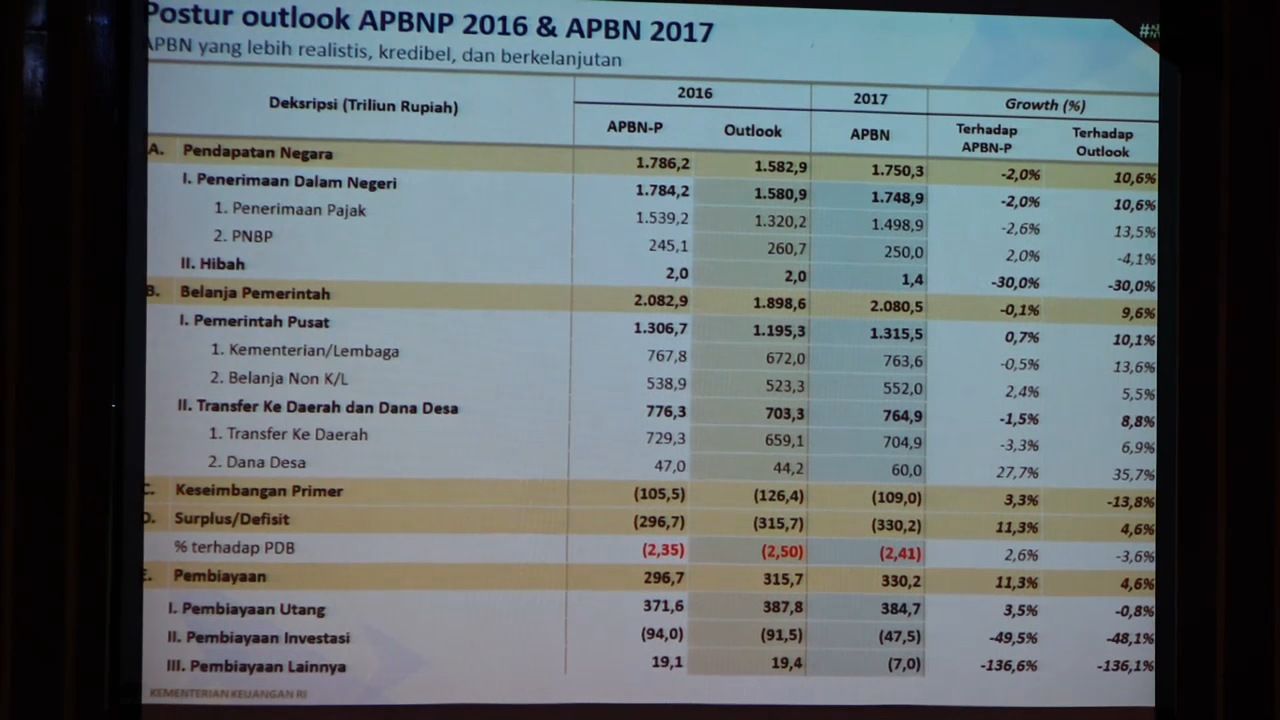 Postur outlook APBNP 2016 & APBN 2017
APBN yang lebih realistis, kredibel, dan berkelanjutan
Deksripsi (Triliun Rupiah) 2016 2017 Growth (%)
APBN-P Outlook APBN Terhadap APBN-P Terhadap Outlook
A. Pendapatan Negara 1.786,2 1.582,9 1.750,3 -2,0% 10,6%
I. Penerimaan Dalam Negeri 1.784,2 1.580,9 1.748,9 -2,0% 10,6%
1. Penerimaan Pajak 1.539,2 1.320,2 1.498,9 -2,6% 13,5%
2. PNBP 245,1 260,7 250,0 2,0% -4,1%
II. Hibah 2,0 2,0 1,4 -30,0% -30,0%
B. Belanja Pemerintah 2.082,9 1.898,6 2.080,5 -0,1% 9,6%
I. Pemerintah Pusat 1.306,7 1.195,3 1.315,5 0,7% 10,1%
1. Kementerian/Lembaga 767,8 672,0 763,6 -0,5% 13,6%
2. Belanja Non K/L 538,9 523,3 552,0 2,4% 5,5%
II. Transfer Ke Daerah dan Dana Desa 776,3 703,3 764,9 -1,5% 8,8%
1. Transfer Ke Daerah 729,3 659,1 704,9 -3,3% 6,9%
2. Dana Desa 47,0 44,2 60,0 27,7% 35,7%
C. Keseimbangan Primer (105,5) (126,4) (109,0) 3,3% -13,8%
D. Surplus/Defisit (296,7) (315,7) (330,2) 11,3% 4,6%
% terhadap PDB (2,35) (2,50) (2,41) 2,6% -3,6%
E. Pembiayaan 296,7 315,7 330,2 11,3% 4,6%
I. Pembiayaan Utang 371,6 387,8 384,7 3,5% -0,8%
II. Pembiayaan Investasi (94,0) (91,5) (47,5) -49,5% -48,1%
III. Pembiayaan Lainnya 19,1 19,4 (7,0) -136,6% -136,1%
KEMENTERIAN KEUANGAN RI